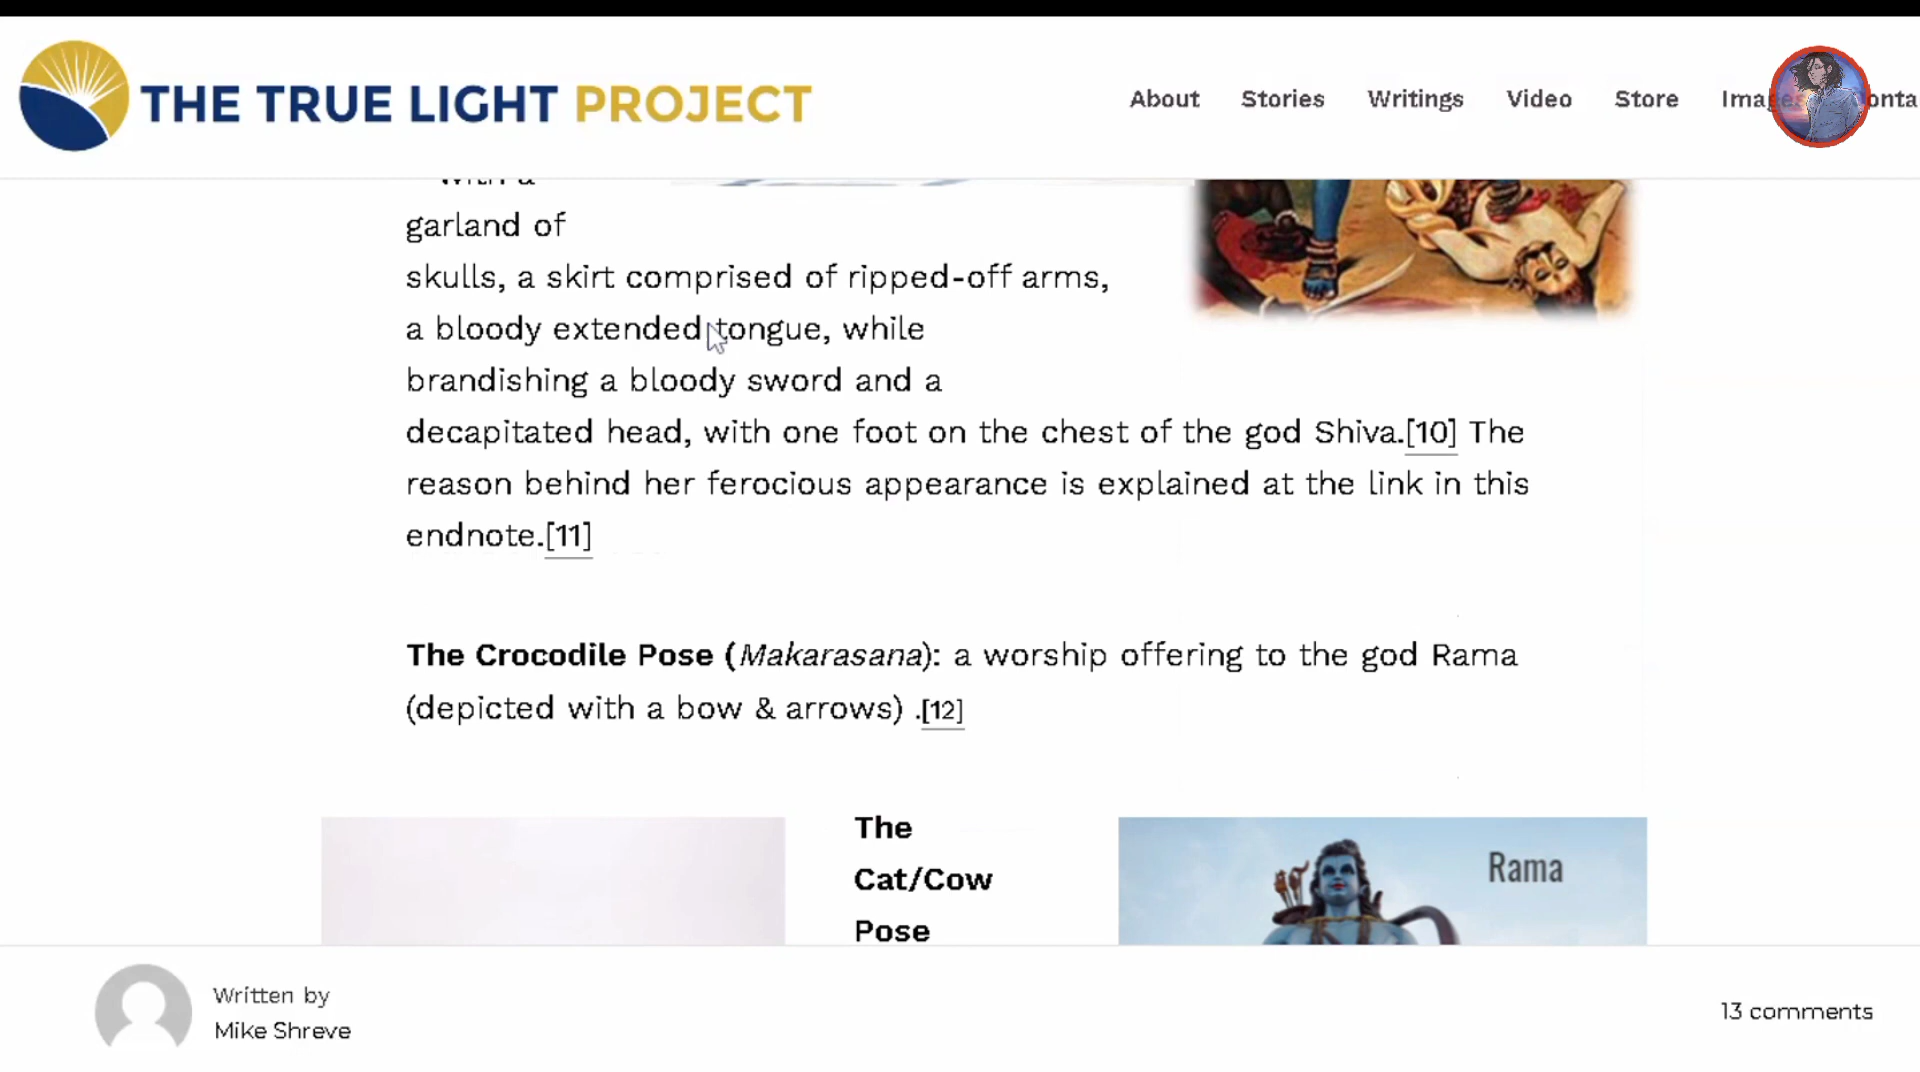 THE TRUE LIGHT PROJECT
About Stories Writings Video Store
with a
garland of
skulls, a skirt comprised of ripped-off arms,
a bloody extended tongue, while
brandishing a bloody sword and a
decapitated head, with one foot on the chest of the god Shiva.[10] The
reason behind her ferocious appearance is explained at the link in this
endnote.[11]
The Crocodile Pose (Makarasana): a worship offering to the god Rama
(depicted with a bow & arrows) .[12]
The
Cat/Cow
Pose
Rama
Written by
Mike Shreve
13 comments